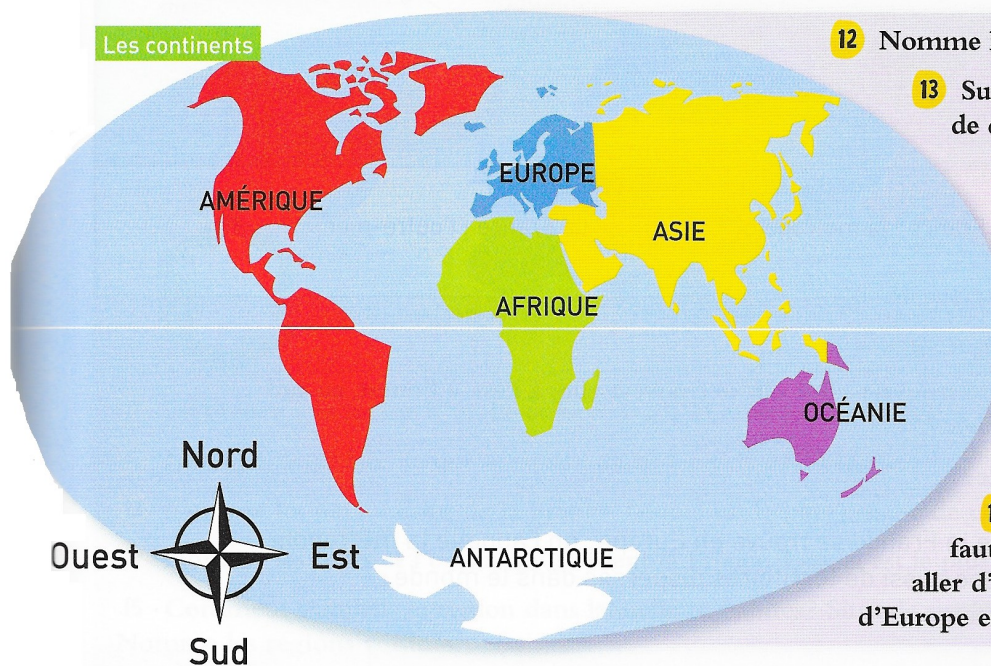 Les continents
12 Nomme
13 Su
de
EUROPE
AMÉRIQUE
ASIE
AFRIQUE
OCÉANIE
Nord
Ouest
Est
ANTARCTIQUE
Sud
faut
aller d'
d'Europe e